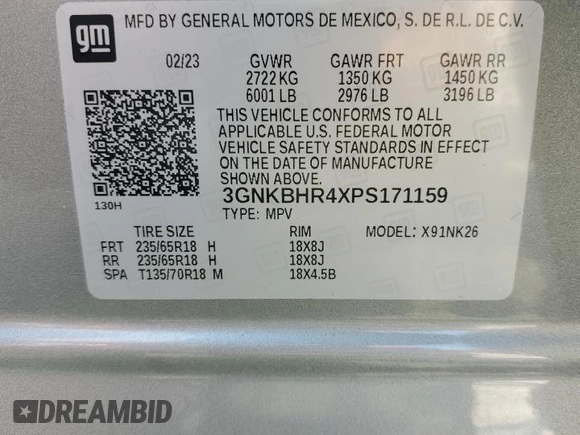 gm
MFD BY GENERAL MOTORS DE MEXICO, S. DE R.L. DE C.V.
02/23 GVWR GAWR FRT GAWR RR
2722 KG 1350 KG 1450 KG
6001 LB 2976 LB 3196 LB
THIS VEHICLE CONFORMS TO ALL
APPLICABLE U.S. FEDERAL MOTOR
VEHICLE SAFETY STANDARDS IN EFFECT
ON THE DATE OF MANUFACTURE
SHOWN ABOVE.
130H
3GNKBHR4XPS171159
TYPE: MPV
TIRE SIZE RIM MODEL: X91NK26
FRT 235/65R18 H 18X8J
RR 235/65R18 H 18X8J
SPA T135/70R18 M 18X4.5B
DREAMBID